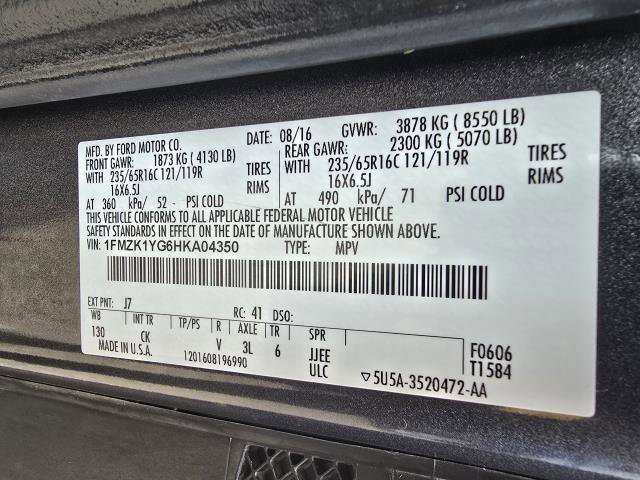 MFD. BY FORD MOTOR CO. DATE: 08/16 GVWR: 3878 KG ( 8550 LB)
FRONT GAWR: 1873 KG ( 4130 LB) REAR GAWR: 2300 KG ( 5070 LB)
WITH 235/65R16C 121/119R TIRES WITH 235/65R16C 121/119R TIRES
16X6.5J RIMS 16X6.5J RIMS
AT 360 kPa/ 52 - PSI COLD AT 490 kPa/ 71 PSI COLD
THIS VEHICLE CONFORMS TO ALL APPLICABLE FEDERAL MOTOR VEHICLE
SAFETY STANDARDS IN EFFECT ON THE DATE OF MANUFACTURE SHOWN ABOVE.
VIN: 1FMZK1YG6HKA04350 TYPE: MPV
EXT PNT: J7 RC: 41 DSO:
WB INT TR TP/PS R AXLE TR SPR
130 CK V 3L 6 JJEE F0606
MADE IN U.S.A. 1201608196990 ULC T1584
5U5A-3520472-AA